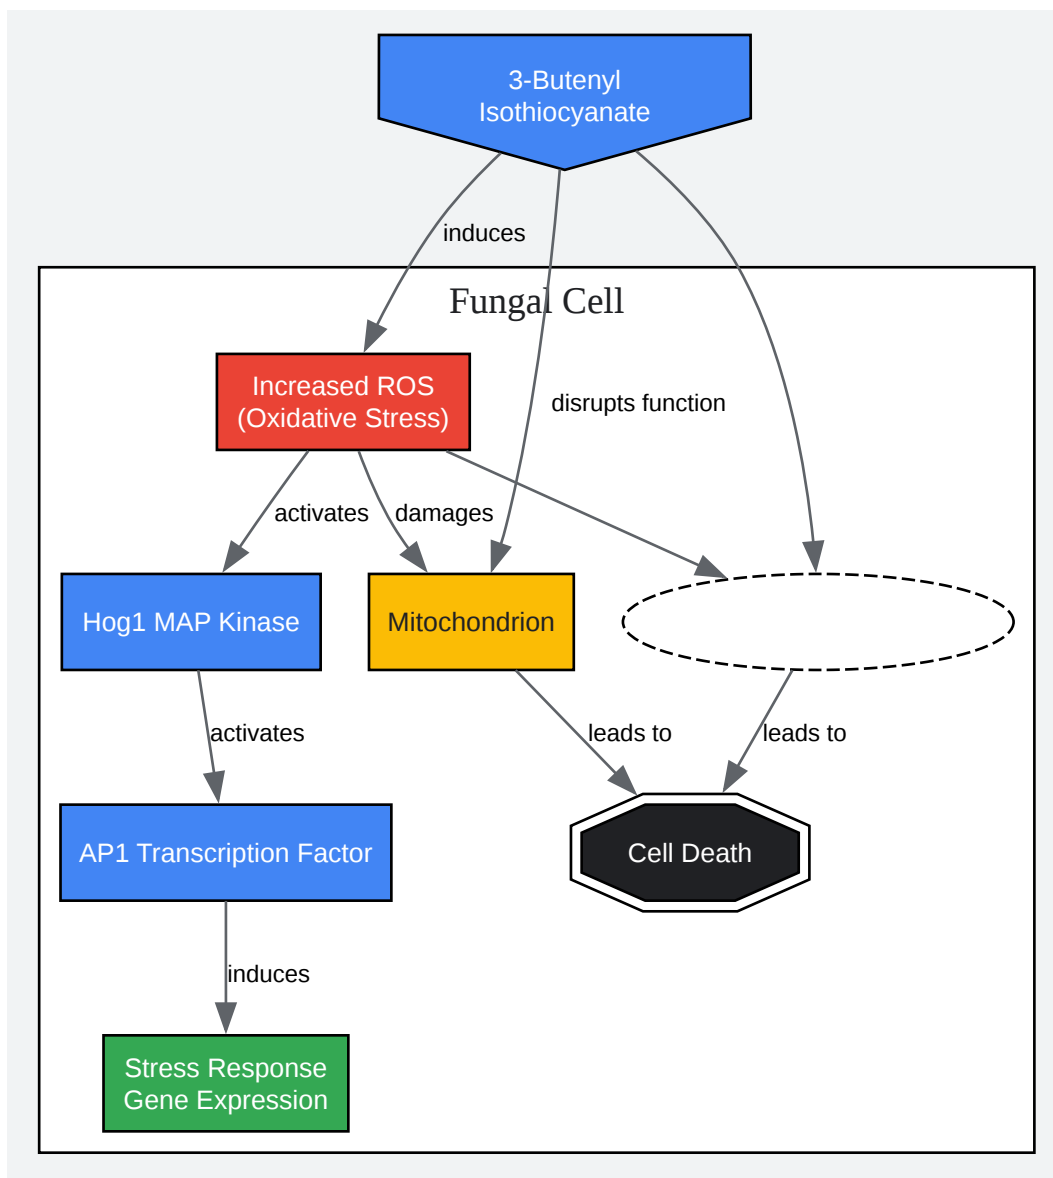 3-Butenyl
Isothiocyanate
induces
Fungal Cell
Increased ROS
(Oxidative Stress)
disrupts function
activates
damages
Hog1 MAP Kinase
Mitochondrion
activates
leads to
leads to
AP1 Transcription Factor
Cell Death
induces
Stress Response
Gene Expression